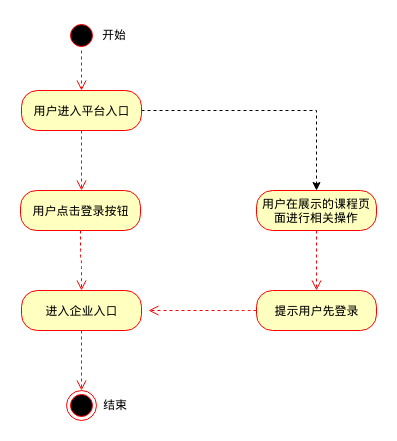 开始
用户进入平台入口
用户点击登录按钮
用户在展示的课程页
面进行相关操作
进入企业入口
提示用户先登录
结束